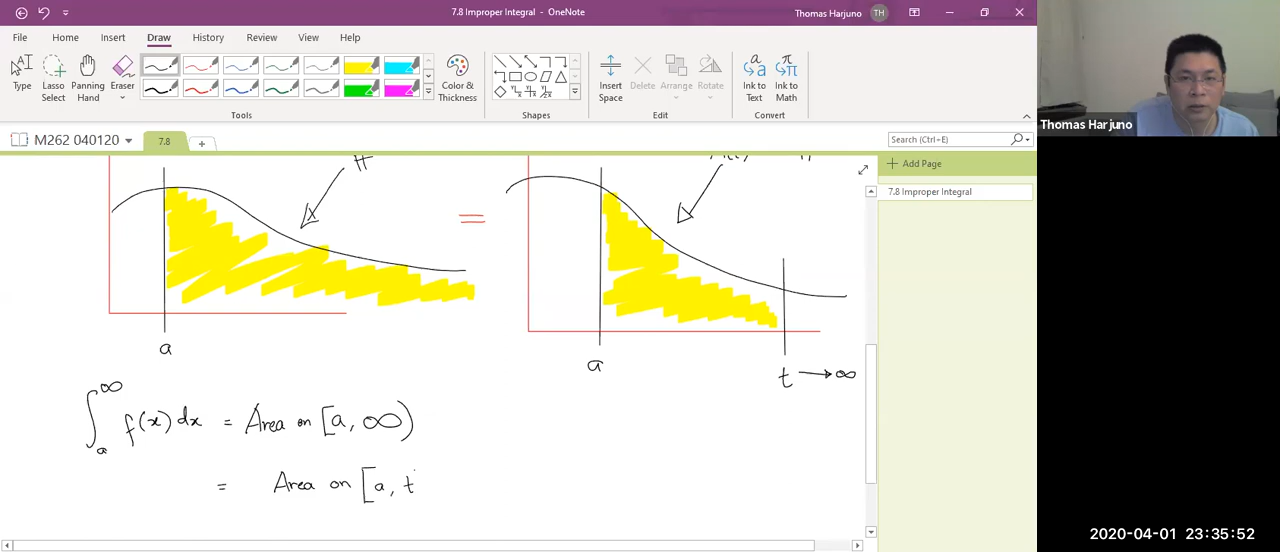 7.8 Improper Integral - OneNote
Thomas Harjuno TH
File Home Insert Draw History Review View Help
Type Lasso Select Panning Hand Eraser Color & Thickness Insert Space Delete Arrange Rotate Ink to Text Ink to Math
Tools Shapes Edit Convert
Thomas Harjuno
M262 040120 7.8
Search (Ctrl+E)
Add Page
7.8 Improper Integral
=
a
a
t → ∞
∫_a^∞ f(x) dx = Area on [a, ∞)
= Area on [a, t
2020-04-01 23:35:52